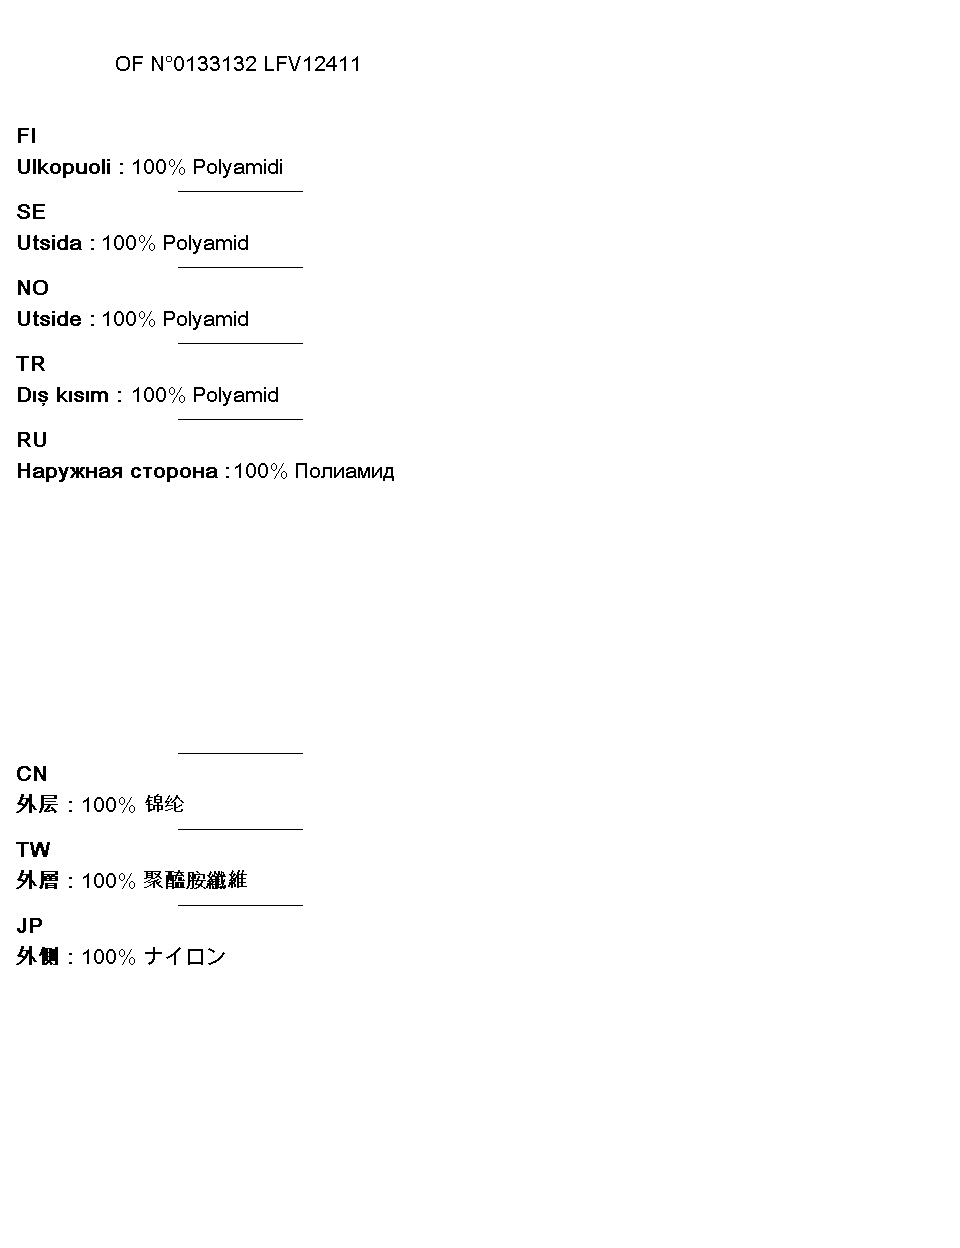 OF N°0133132 LFV12411
FI
Ulkopuoli : 100% Polyamidi
SE
Utsida : 100% Polyamid
NO
Utside : 100% Polyamid
TR
Dış kısım : 100% Polyamid
RU
Наружная сторона : 100% Полиамид
CN
外层 : 100% 锦纶
TW
外層 : 100% 聚醯胺纖維
JP
外側 : 100% ナイロン